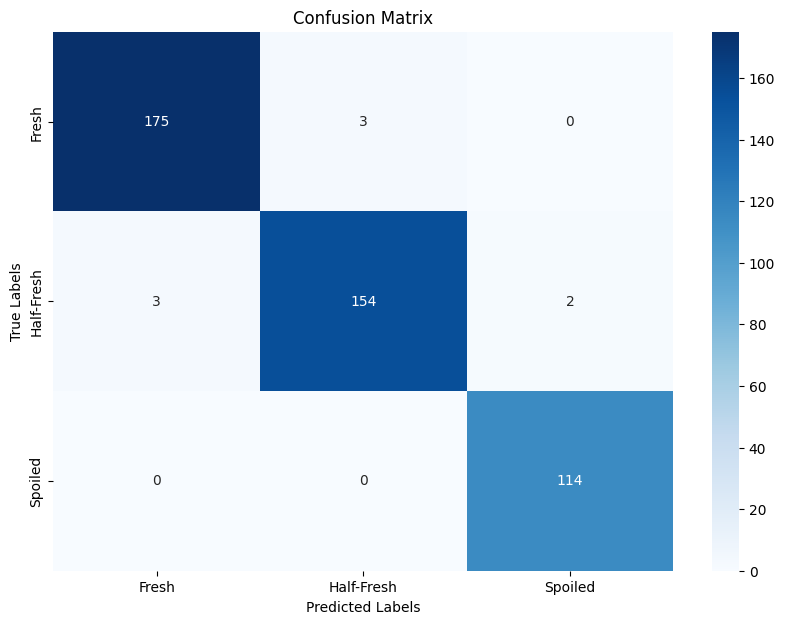 Confusion Matrix
True Labels
Fresh
175
3
0
Half-Fresh
3
154
2
Spoiled
0
0
114
Fresh
Half-Fresh
Spoiled
Predicted Labels
160
140
120
100
80
60
40
20
0